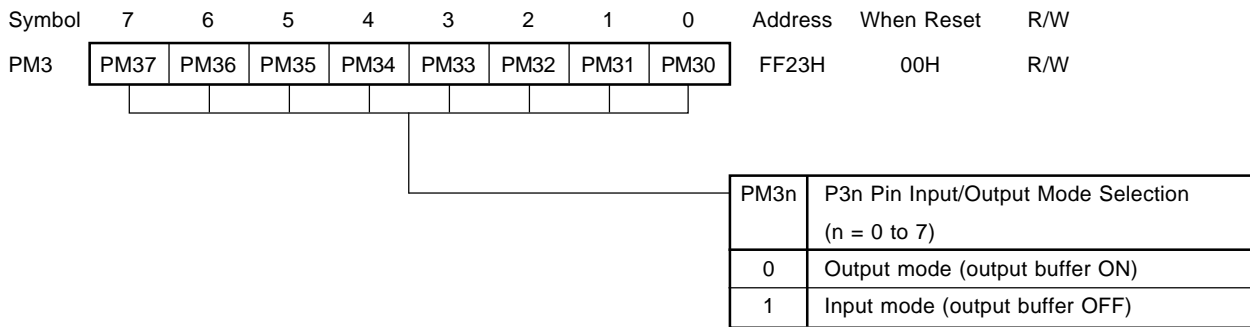 Symbol 7 6 5 4 3 2 1 0 Address When Reset R/W
PM3 PM37 PM36 PM35 PM34 PM33 PM32 PM31 PM30 FF23H 00H R/W
PM3n P3n Pin Input/Output Mode Selection
(n = 0 to 7)
0 Output mode (output buffer ON)
1 Input mode (output buffer OFF)